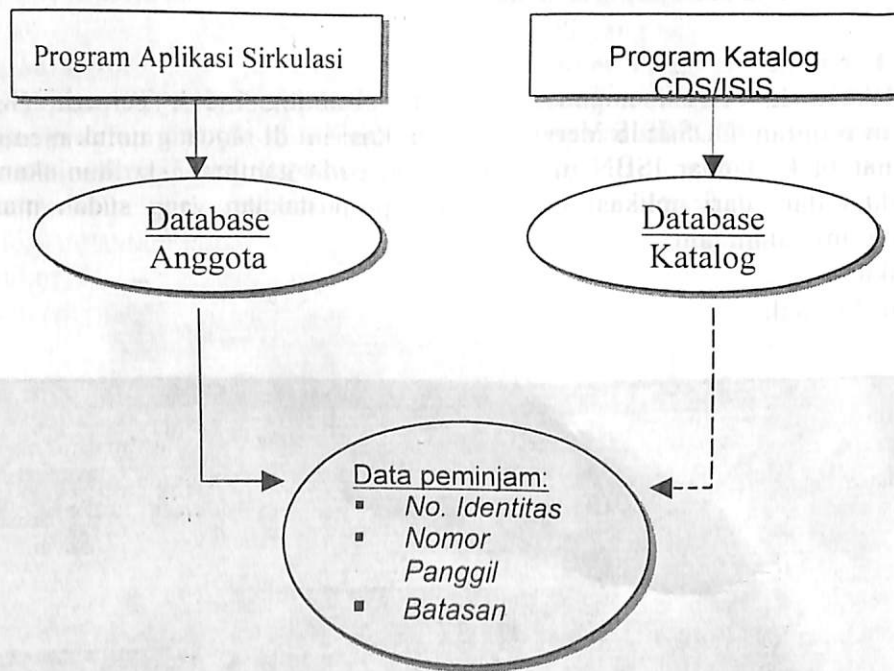 Program Aplikasi Sirkulasi
Program Katalog
CDS/ISIS
Database
Anggota
Database
Katalog
Data peminjam:
▪ No. Identitas
▪ Nomor
Panggil
▪ Batasan